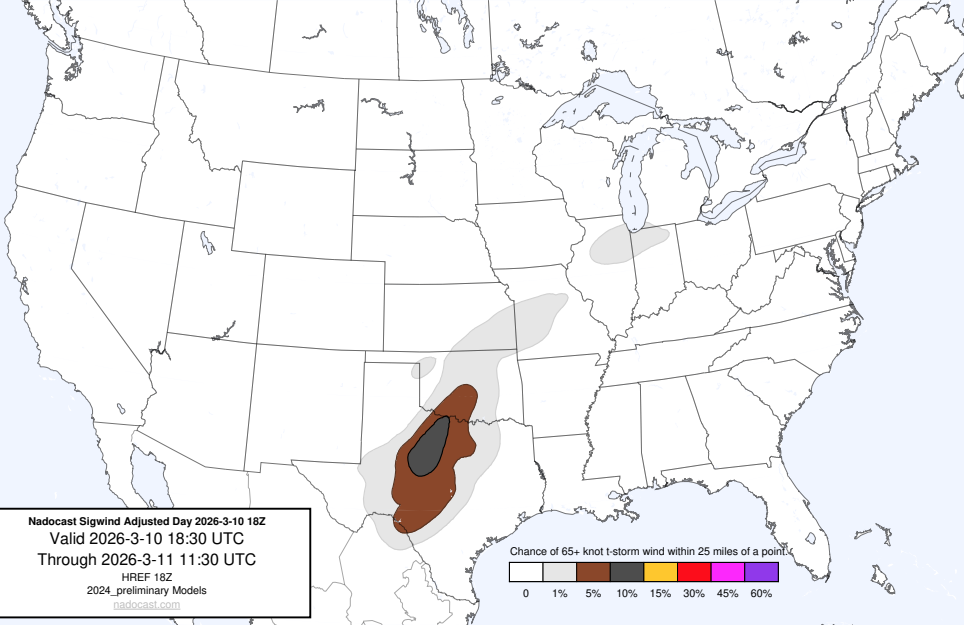 Nadocast Sigwind Adjusted Day 2026-3-10 18Z
Valid 2026-3-10 18:30 UTC
Through 2026-3-11 11:30 UTC
HREF 18Z
2024_preliminary Models
nadocast.com
Chance of 65+ knot t-storm wind within 25 miles of a point.
0 1% 5% 10% 15% 30% 45% 60%